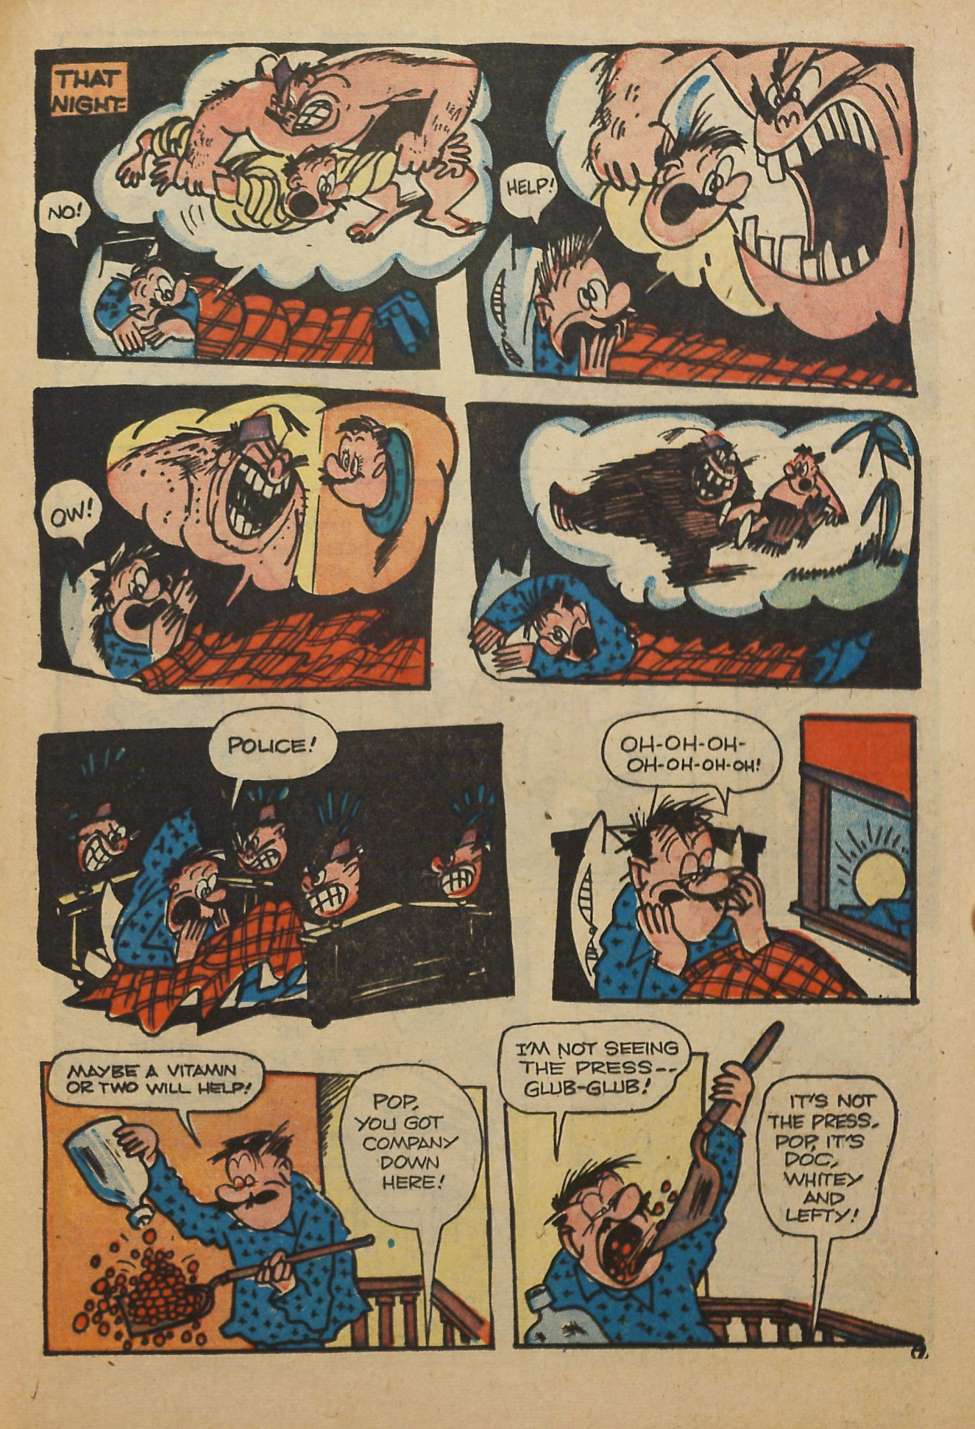 THAT
NIGHT-
NO!
HELP!
OW!
POLICE!
OH-OH-OH-
OH-OH-OH-OH!
MAYBE A VITAMIN
OR TWO WILL HELP!
POP,
YOU GOT
COMPANY
DOWN
HERE!
I'M NOT SEEING
THE PRESS--
GLUB-GLUB!
IT'S NOT
THE PRESS,
POP, IT'S
DOC,
WHITEY
AND
LEFTY!